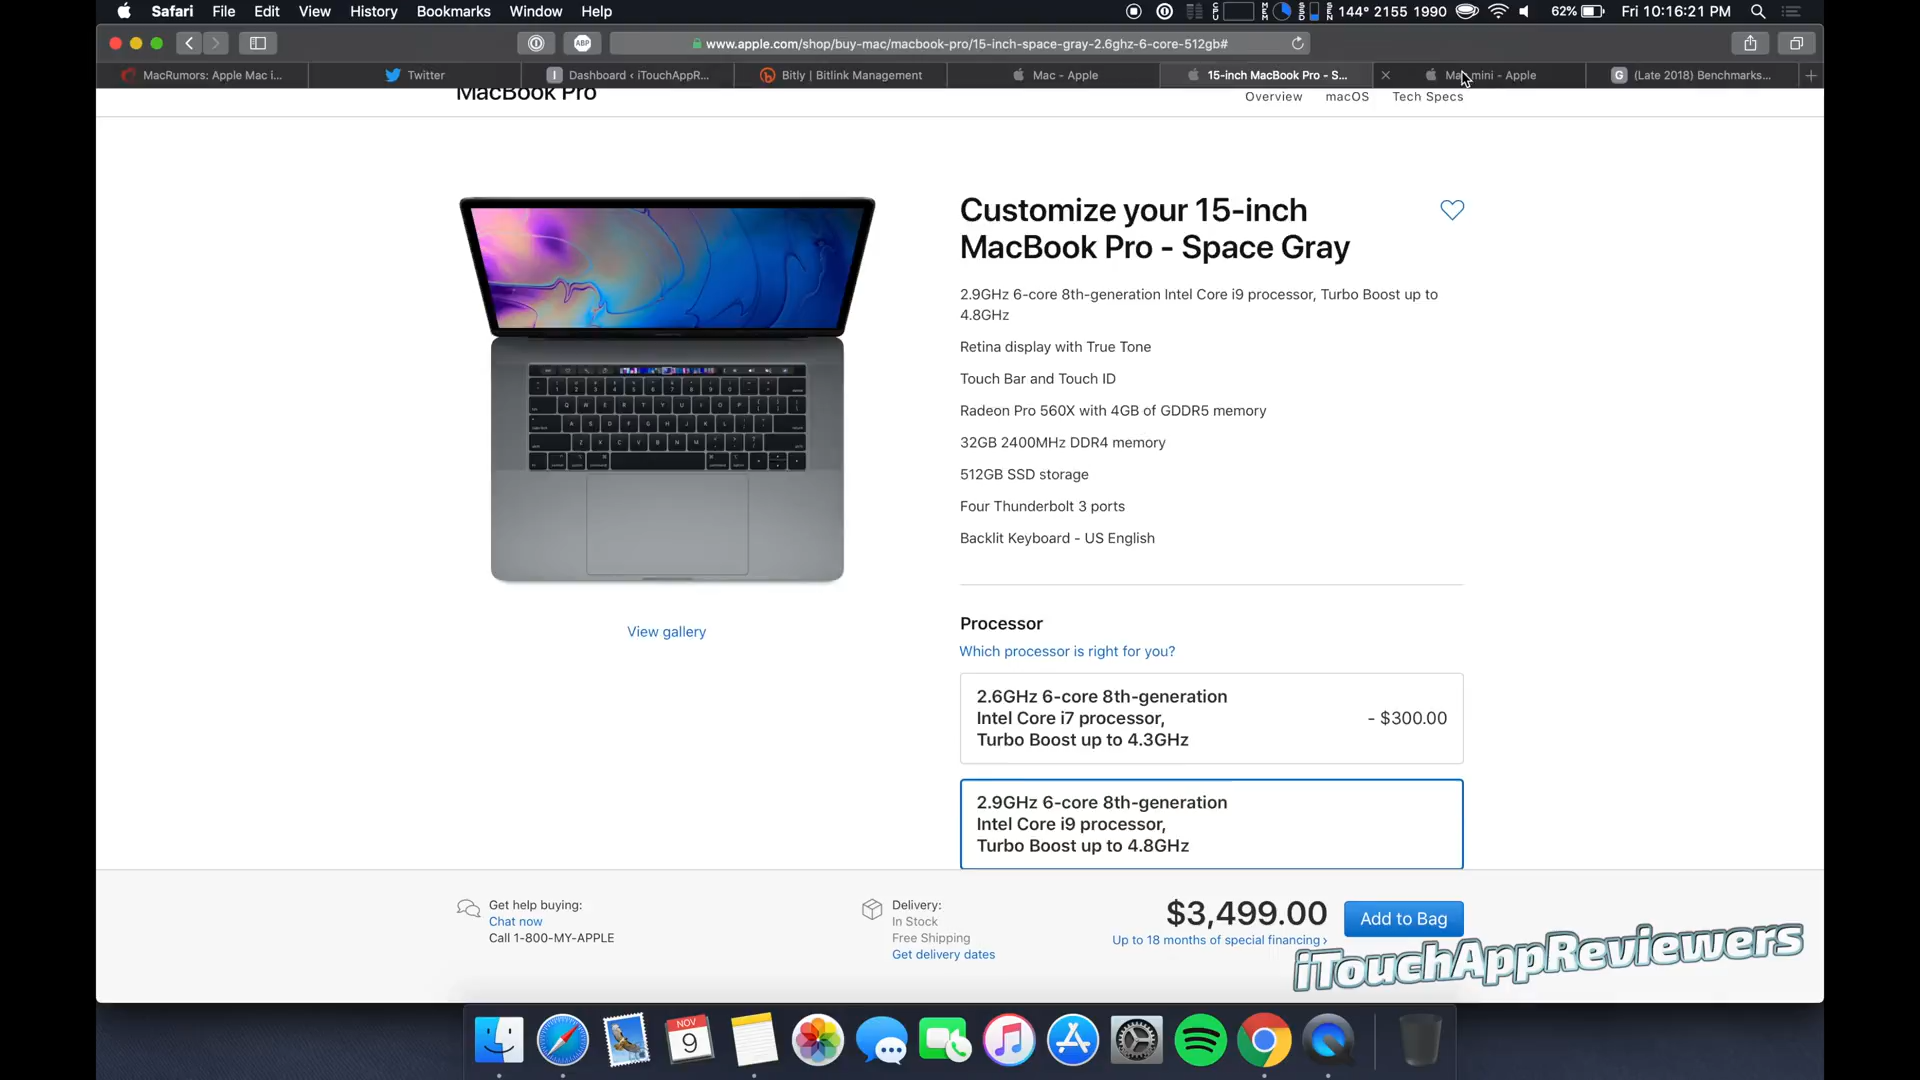 Safari File Edit View History Bookmarks Window Help 144° 2155 1990 62% Fri 10:16:21 PM
www.apple.com/shop/buy-mac/macbook-pro/15-inch-space-gray-2.6ghz-6-core-512gb#
MacRumors: Apple Mac i... Twitter Dashboard ‹ iTouchAppR... Bitly | Bitlink Management Mac - Apple 15-inch MacBook Pro - S... Mac mini - Apple (Late 2018) Benchmarks...
MacBook Pro Overview macOS Tech Specs
Customize your 15-inch
MacBook Pro - Space Gray
2.9GHz 6-core 8th-generation Intel Core i9 processor, Turbo Boost up to
4.8GHz
Retina display with True Tone
Touch Bar and Touch ID
Radeon Pro 560X with 4GB of GDDR5 memory
32GB 2400MHz DDR4 memory
512GB SSD storage
Four Thunderbolt 3 ports
Backlit Keyboard - US English
View gallery
Processor
Which processor is right for you?
2.6GHz 6-core 8th-generation
Intel Core i7 processor,
Turbo Boost up to 4.3GHz
- $300.00
2.9GHz 6-core 8th-generation
Intel Core i9 processor,
Turbo Boost up to 4.8GHz
Get help buying:
Chat now
Call 1-800-MY-APPLE
Delivery:
In Stock
Free Shipping
Get delivery dates
$3,499.00
Up to 18 months of special financing ›
Add to Bag
iTouchAppReviewers
NOV
9